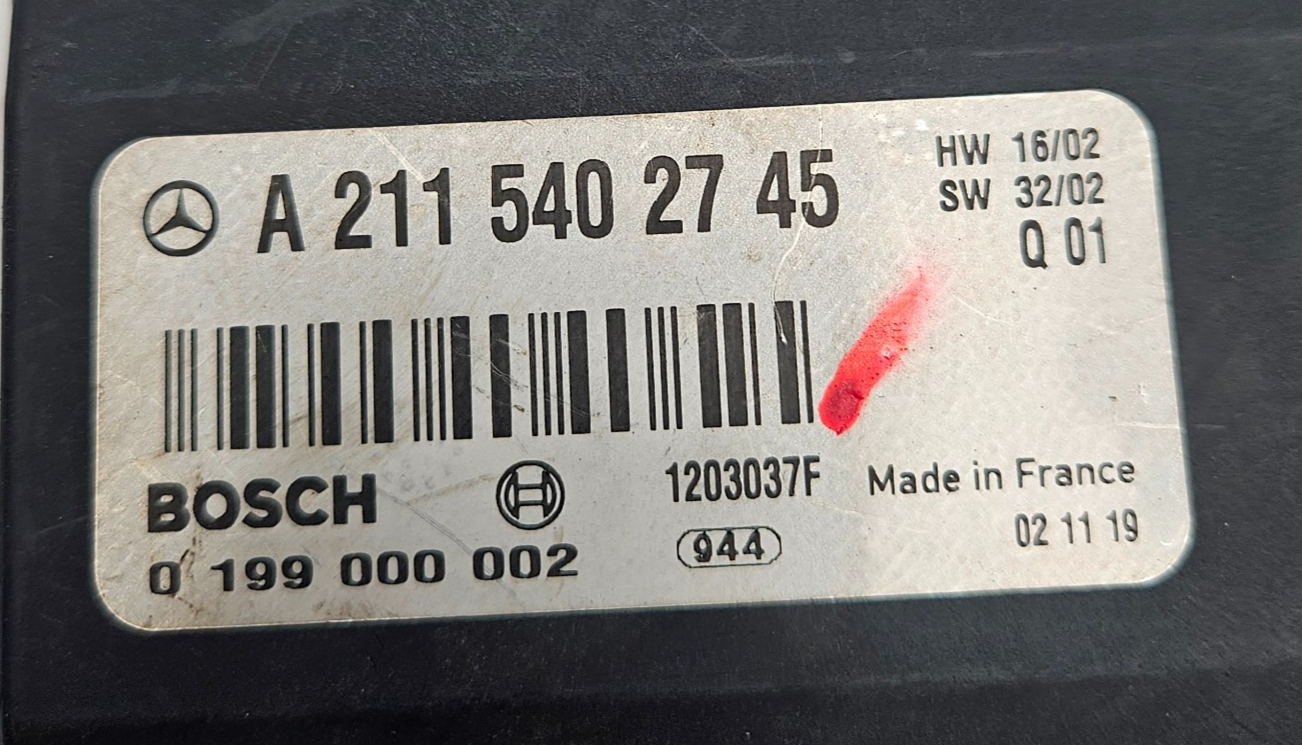 A 211 540 27 45
HW 16/02
SW 32/02
Q 01
BOSCH
1203037F
Made in France
0 199 000 002
944
02 11 19